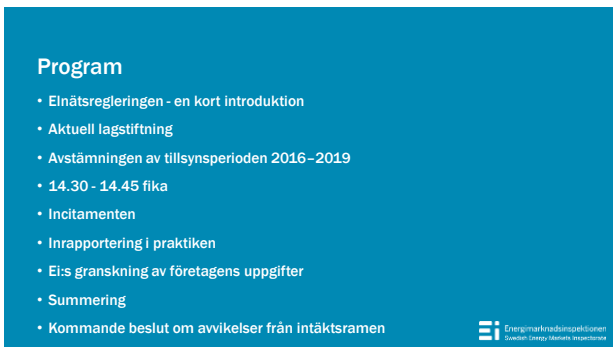 Program
• Elnätsregleringen - en kort introduktion
• Aktuell lagstiftning
• Avstämningen av tillsynsperioden 2016–2019
• 14.30 - 14.45 fika
• Incitamenten
• Inrapportering i praktiken
• Ei:s granskning av företagens uppgifter
• Summering
• Kommande beslut om avvikelser från intäktsramen
Ei Energimarknadsinspektionen
Swedish Energy Markets Inspectorate